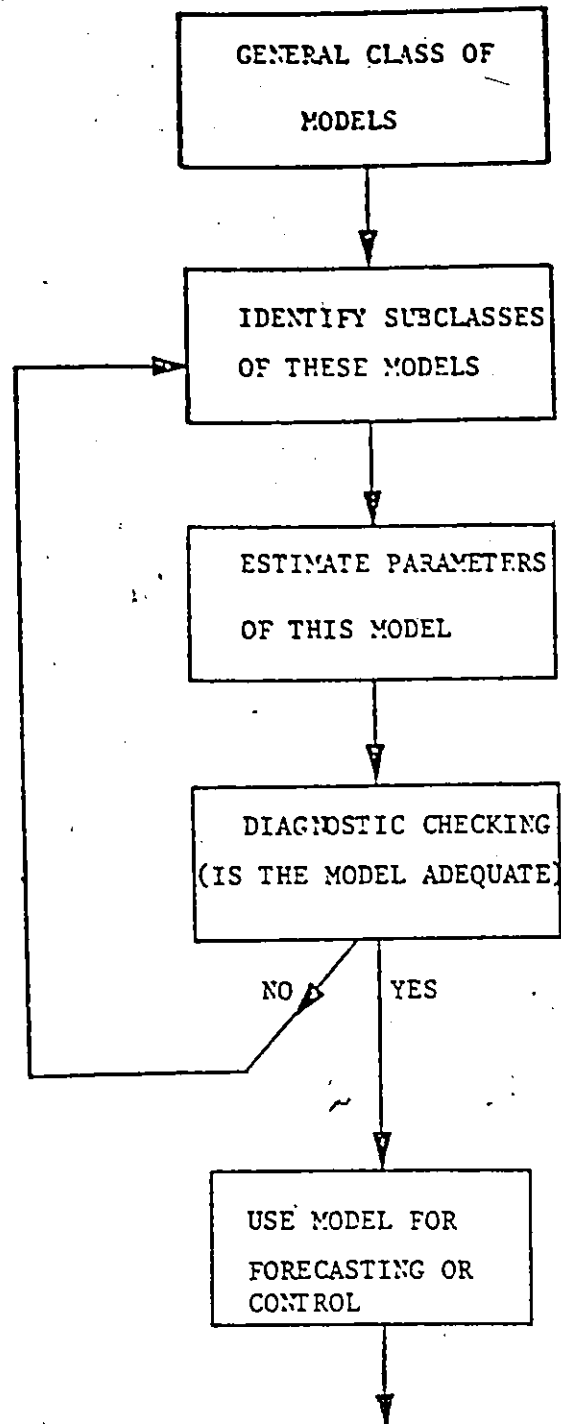 GENERAL CLASS OF
MODELS
IDENTIFY SUBCLASSES
OF THESE MODELS
ESTIMATE PARAMETERS
OF THIS MODEL
DIAGNOSTIC CHECKING
(IS THE MODEL ADEQUATE)
NO YES
USE MODEL FOR
FORECASTING OR
CONTROL